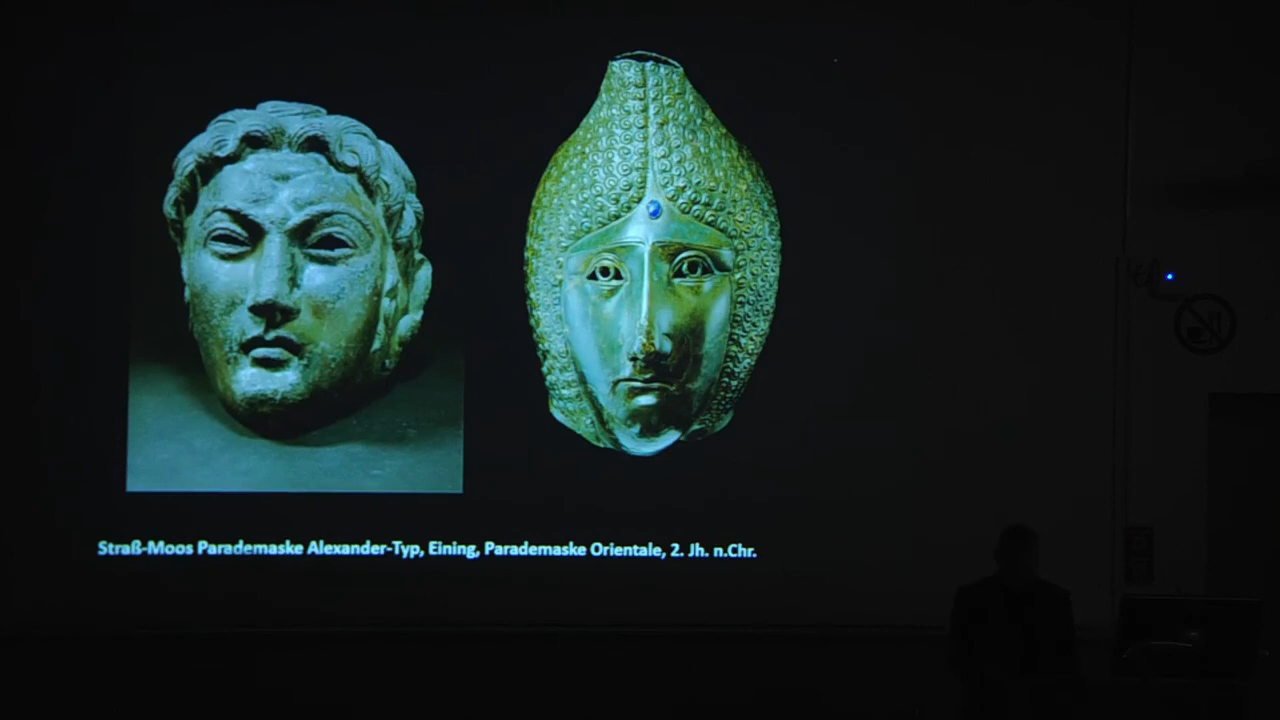 Straß-Moos Parademaske Alexander-Typ, Eining, Parademaske Orientale, 2. Jh. n.Chr.